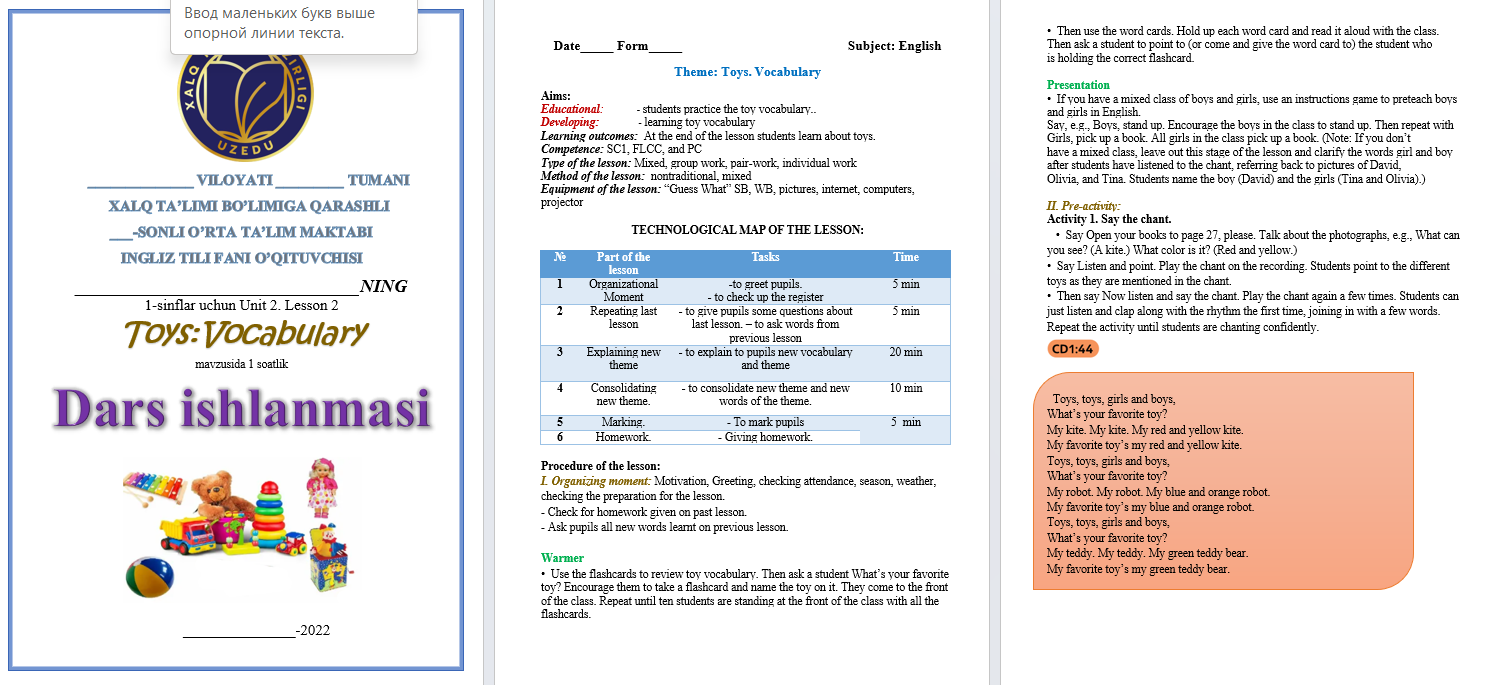 Ввод маленьких букв выше
опорной линии текста.
XALQ
IRLIGI
UZEDU
______________ VILOYATI _________ TUMANI
XALQ TA’LIMI BO’LIMIGA QARASHLI
___-SONLI O’RTA TA’LIM MAKTABI
INGLIZ TILI FANI O’QITUVCHISI
______________________________NING
1-sinflar uchun Unit 2. Lesson 2
Toys: Vocabulary
mavzusida 1 soatlik
Dars ishlanmasi
_______________-2022
Date_____ Form_____ Subject: English
Theme: Toys. Vocabulary
Aims:
Educational: - students practice the toy vocabulary..
Developing: - learning toy vocabulary
Learning outcomes: At the end of the lesson students learn about toys.
Competence: SC1, FLCC, and PC
Type of the lesson: Mixed, group work, pair-work, individual work
Method of the lesson: nontraditional, mixed
Equipment of the lesson: “Guess What” SB, WB, pictures, internet, computers,
projector
TECHNOLOGICAL MAP OF THE LESSON:
№ Part of the lesson Tasks Time
1 Organizational Moment -to greet pupils. - to check up the register 5 min
2 Repeating last lesson - to give pupils some questions about last lesson. – to ask words from previous lesson 5 min
3 Explaining new theme - to explain to pupils new vocabulary and theme 20 min
4 Consolidating new theme. - to consolidate new theme and new words of the theme. 10 min
5 Marking. - To mark pupils 5 min
6 Homework. - Giving homework.
Procedure of the lesson:
I. Organizing moment: Motivation, Greeting, checking attendance, season, weather,
checking the preparation for the lesson.
- Check for homework given on past lesson.
- Ask pupils all new words learnt on previous lesson.
Warmer
• Use the flashcards to review toy vocabulary. Then ask a student What’s your favorite
toy? Encourage them to take a flashcard and name the toy on it. They come to the front
of the class. Repeat until ten students are standing at the front of the class with all the
flashcards.
• Then use the word cards. Hold up each word card and read it aloud with the class.
Then ask a student to point to (or come and give the word card to) the student who
is holding the correct flashcard.
Presentation
• If you have a mixed class of boys and girls, use an instructions game to preteach boys
and girls in English.
Say, e.g., Boys, stand up. Encourage the boys in the class to stand up. Then repeat with
Girls, pick up a book. All girls in the class pick up a book. (Note: If you don’t
have a mixed class, leave out this stage of the lesson and clarify the words girl and boy
after students have listened to the chant, referring back to pictures of David,
Olivia, and Tina. Students name the boy (David) and the girls (Tina and Olivia).)
II. Pre-activity:
Activity 1. Say the chant.
• Say Open your books to page 27, please. Talk about the photographs, e.g., What can
you see? (A kite.) What color is it? (Red and yellow.)
• Say Listen and point. Play the chant on the recording. Students point to the different
toys as they are mentioned in the chant.
• Then say Now listen and say the chant. Play the chant again a few times. Students can
just listen and clap along with the rhythm the first time, joining in with a few words.
Repeat the activity until students are chanting confidently.
CD1:44
Toys, toys, girls and boys,
What’s your favorite toy?
My kite. My kite. My red and yellow kite.
My favorite toy’s my red and yellow kite.
Toys, toys, girls and boys,
What’s your favorite toy?
My robot. My robot. My blue and orange robot.
My favorite toy’s my blue and orange robot.
Toys, toys, girls and boys,
What’s your favorite toy?
My teddy. My teddy. My green teddy bear.
My favorite toy’s my green teddy bear.